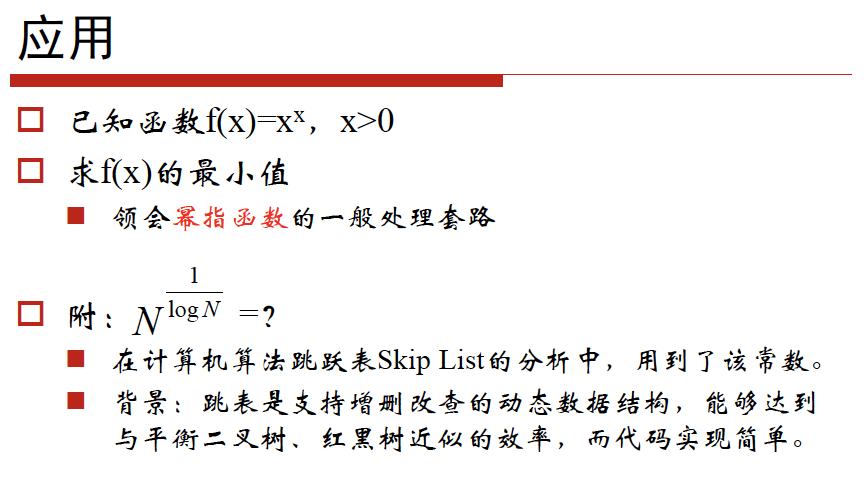 应用
已知函数f(x)=xˣ，x>0
求f(x)的最小值
领会幂指函数的一般处理套路
附：N^(1/log N) =?
在计算机算法跳跃表Skip List的分析中，用到了该常数。
背景：跳表是支持增删改查的动态数据结构，能够达到
与平衡二叉树、红黑树近似的效率，而代码实现简单。